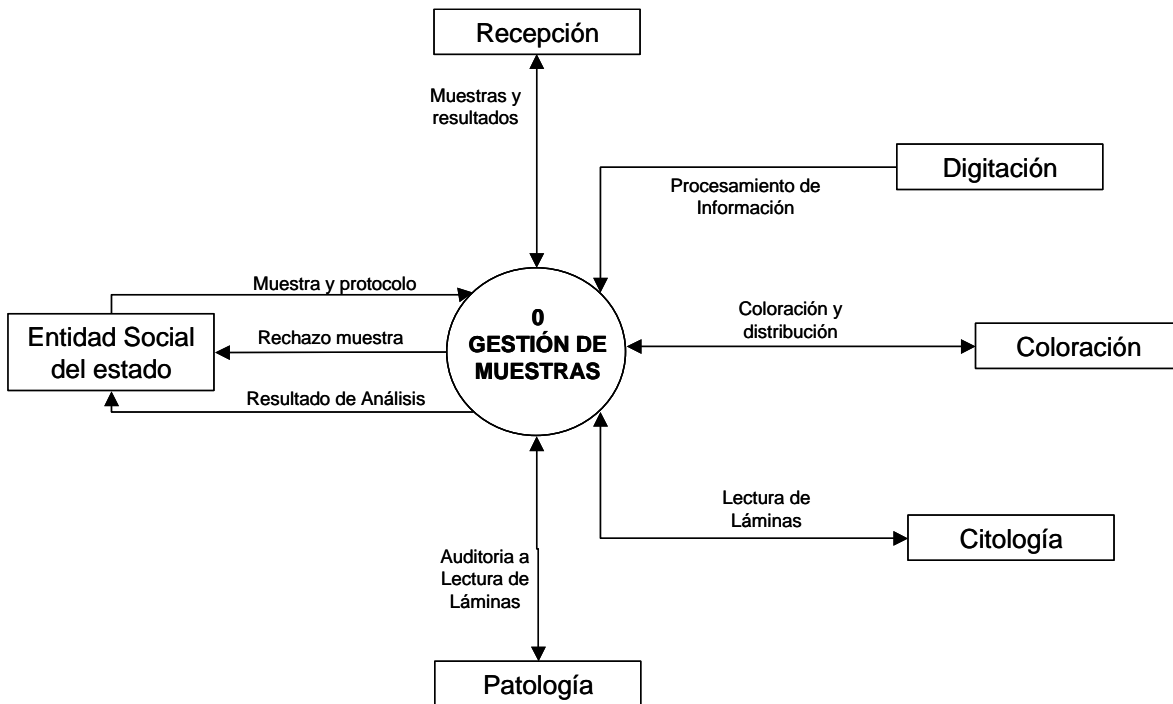 Recepción
Muestras y
resultados
Digitación
Procesamiento de
Información
Muestra y protocolo
Entidad Social
del estado
Rechazo muestra
Resultado de Análisis
0
GESTIÓN DE
MUESTRAS
Coloración y
distribución
Coloración
Lectura de
Láminas
Citología
Auditoria a
Lectura de
Láminas
Patología